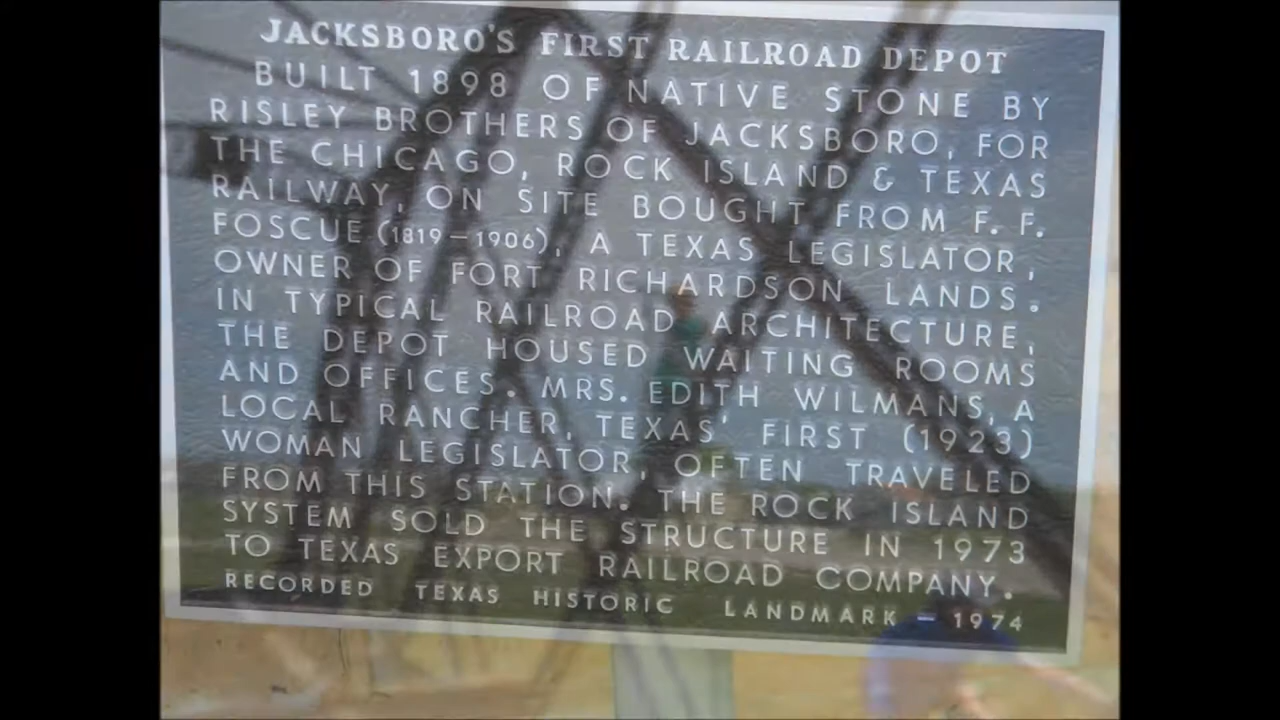 JACKSBORO'S FIRST RAILROAD DEPOT
BUILT 1898 OF NATIVE STONE BY
RISLEY BROTHERS OF JACKSBORO, FOR
THE CHICAGO, ROCK ISLAND & TEXAS
RAILWAY, ON SITE BOUGHT FROM F. F.
FOSCUE (1819-1906), A TEXAS LEGISLATOR,
OWNER OF FORT RICHARDSON LANDS.
IN TYPICAL RAILROAD ARCHITECTURE,
THE DEPOT HOUSED WAITING ROOMS
AND OFFICES. MRS. EDITH WILMANS, A
LOCAL RANCHER, TEXAS' FIRST (1923)
WOMAN LEGISLATOR, OFTEN TRAVELED
FROM THIS STATION. THE ROCK ISLAND
SYSTEM SOLD THE STRUCTURE IN 1973
TO TEXAS EXPORT RAILROAD COMPANY.
RECORDED TEXAS HISTORIC LANDMARK - 1974